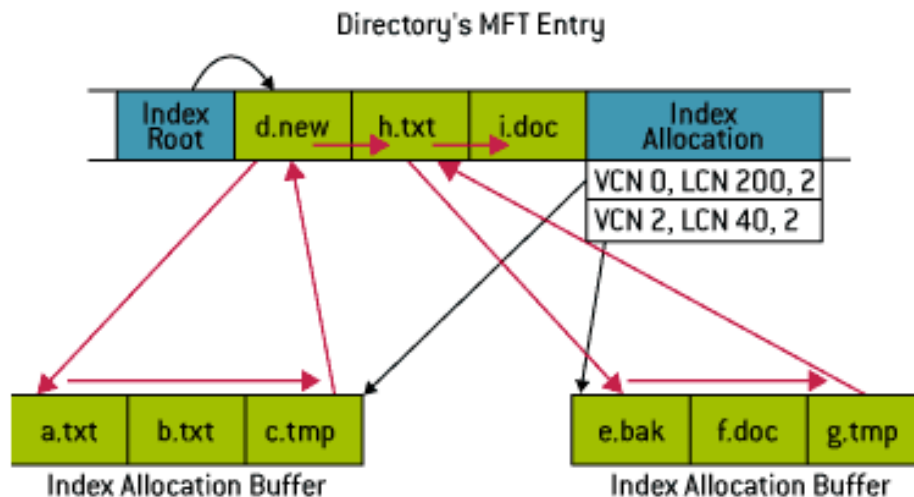 Directory's MFT Entry
Index Root
d.new
h.txt
i.doc
Index Allocation
VCN 0, LCN 200, 2
VCN 2, LCN 40, 2
a.txt
b.txt
c.tmp
e.bak
f.doc
g.tmp
Index Allocation Buffer
Index Allocation Buffer